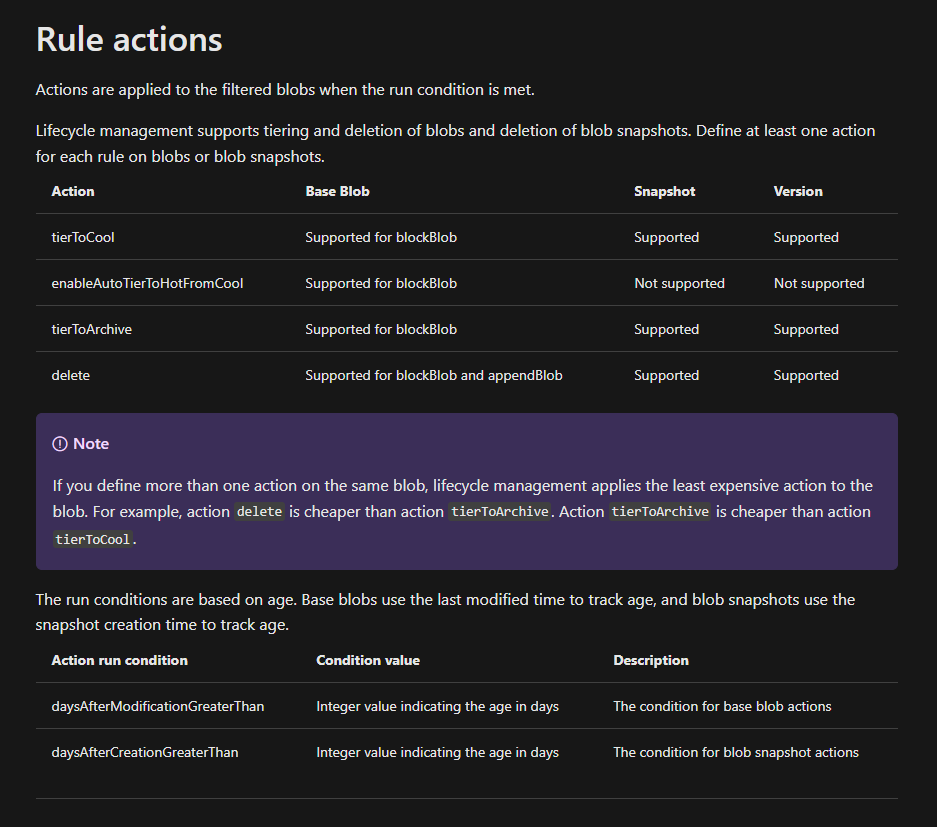 Rule actions
Actions are applied to the filtered blobs when the run condition is met.
Lifecycle management supports tiering and deletion of blobs and deletion of blob snapshots. Define at least one action
for each rule on blobs or blob snapshots.
Action Base Blob Snapshot Version
tierToCool Supported for blockBlob Supported Supported
enableAutoTierToHotFromCool Supported for blockBlob Not supported Not supported
tierToArchive Supported for blockBlob Supported Supported
delete Supported for blockBlob and appendBlob Supported Supported
Note
If you define more than one action on the same blob, lifecycle management applies the least expensive action to the
blob. For example, action delete is cheaper than action tierToArchive. Action tierToArchive is cheaper than action
tierToCool.
The run conditions are based on age. Base blobs use the last modified time to track age, and blob snapshots use the
snapshot creation time to track age.
Action run condition Condition value Description
daysAfterModificationGreaterThan Integer value indicating the age in days The condition for base blob actions
daysAfterCreationGreaterThan Integer value indicating the age in days The condition for blob snapshot actions